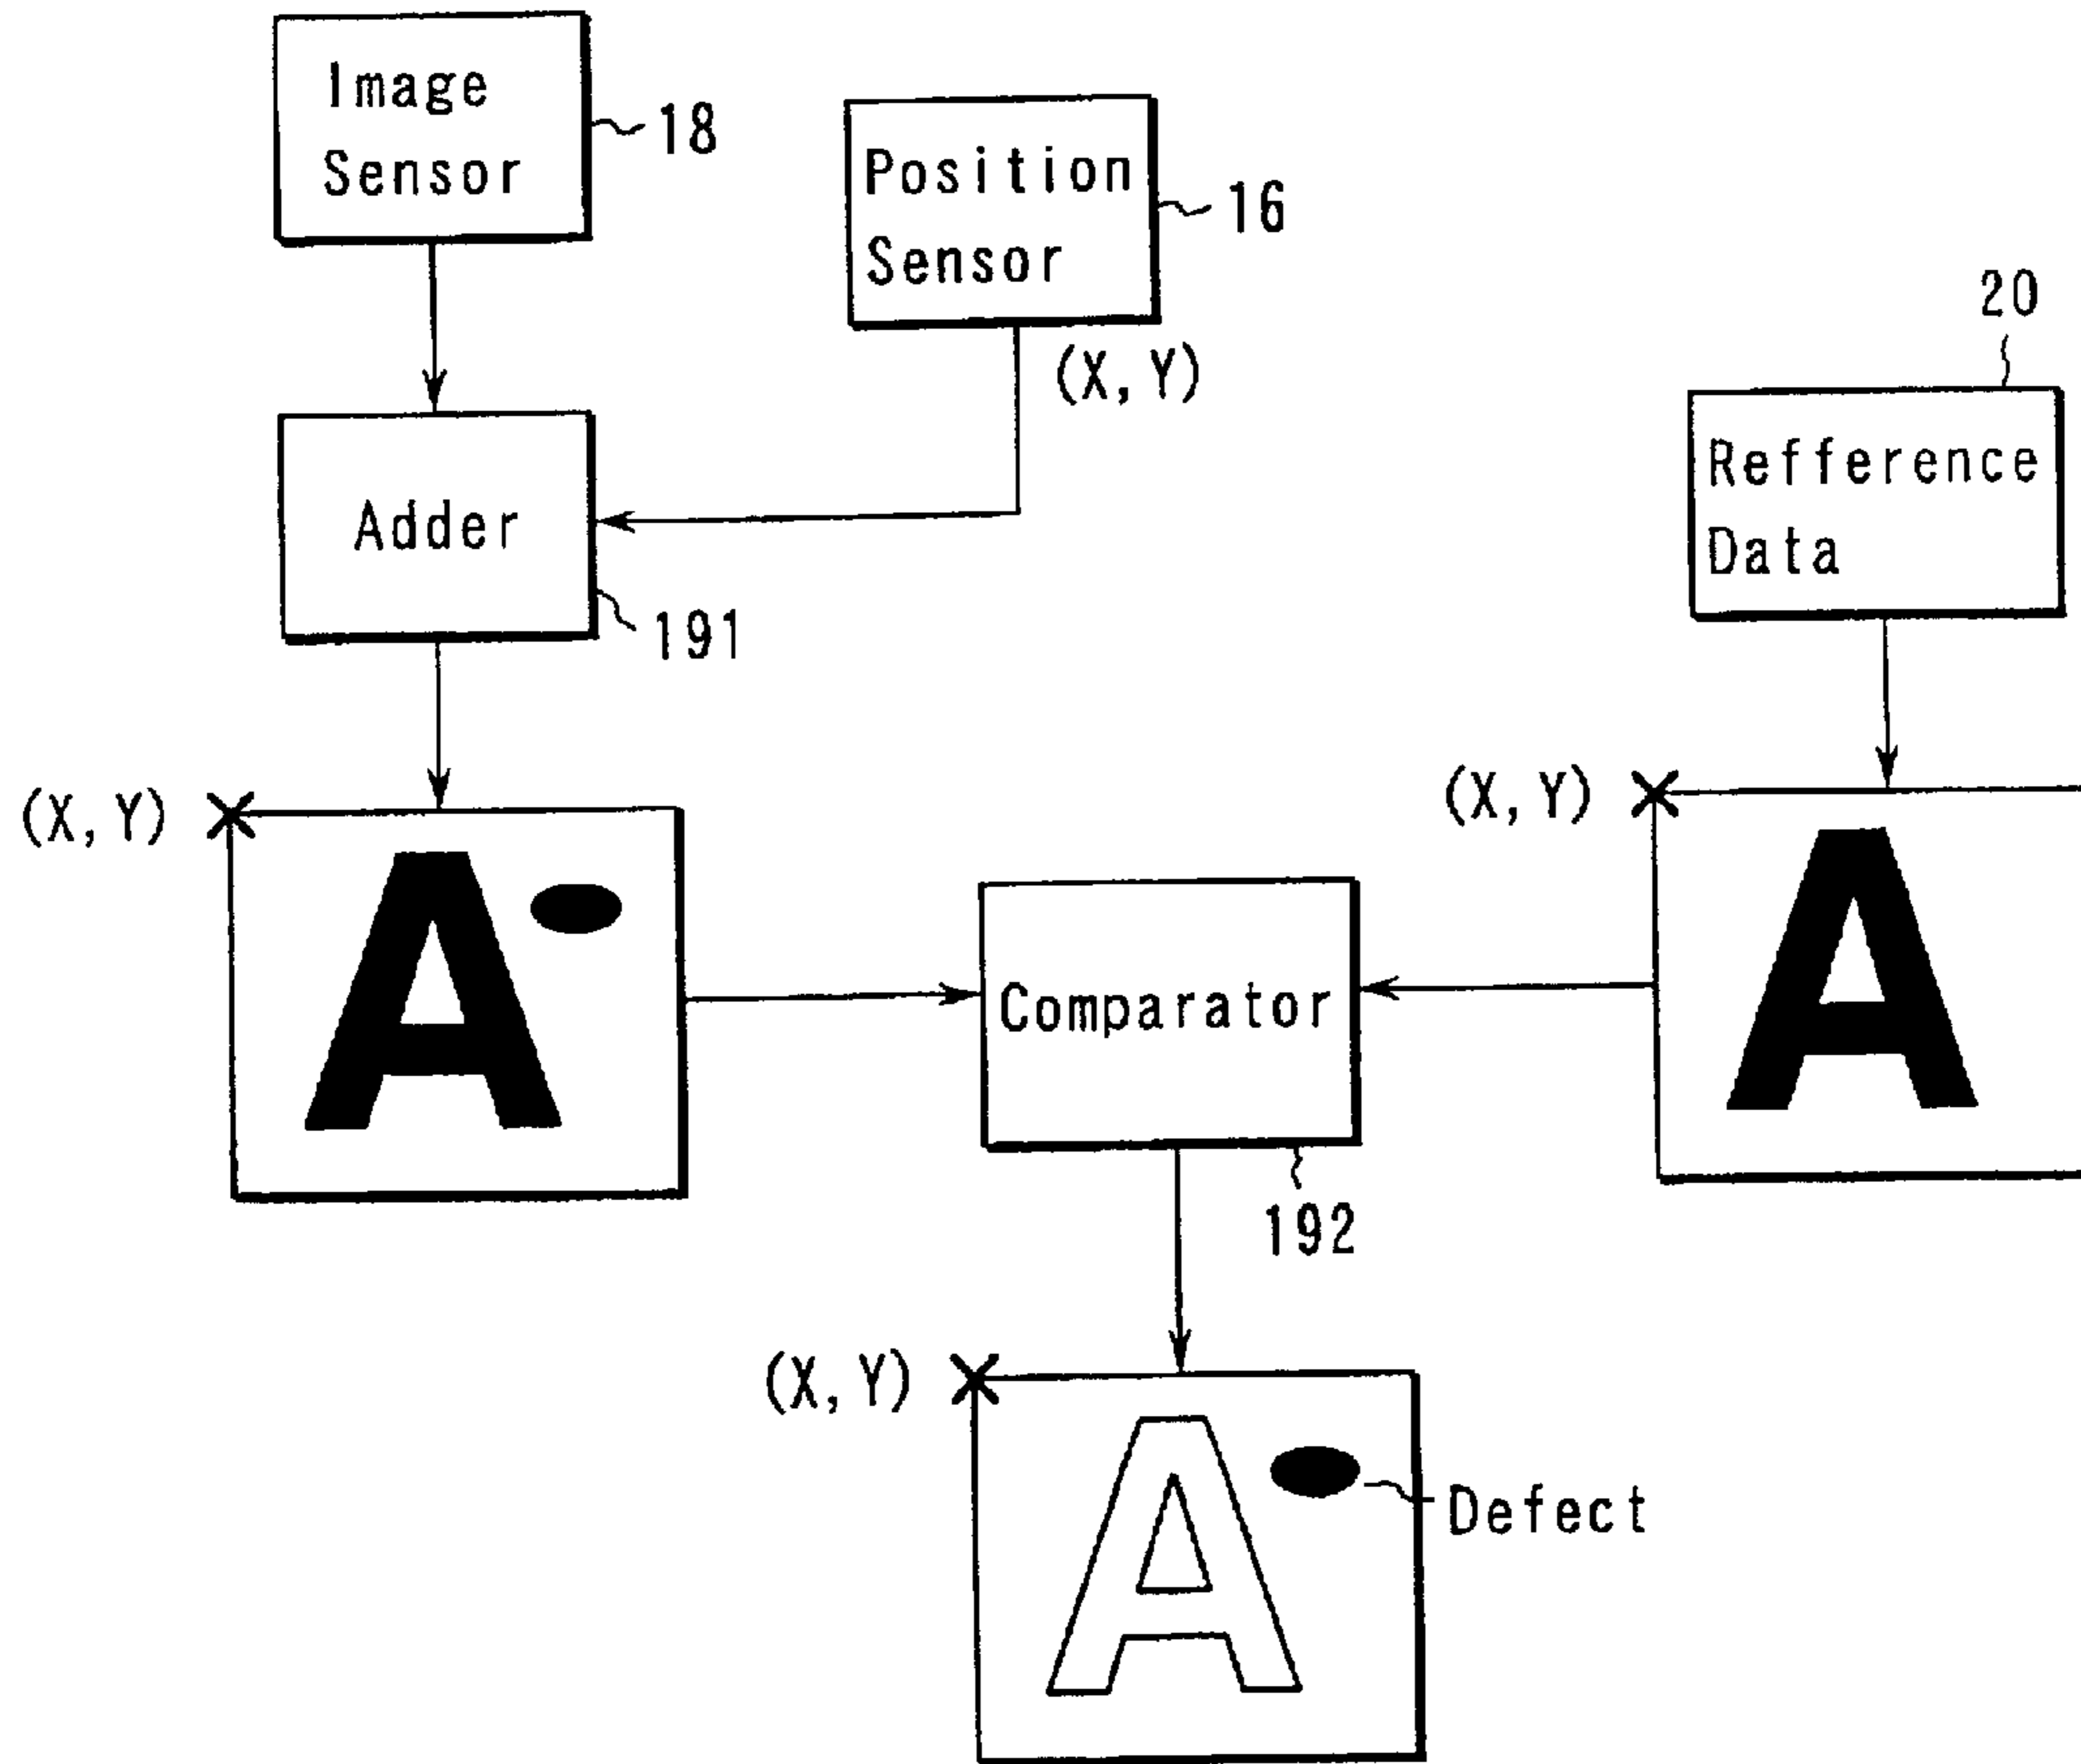 Image
Sensor
18
Position
Sensor
16
(X, Y)
20
Refference
Data
Adder
191
(X, Y)
A
(X, Y)
A
Comparator
192
(X, Y)
A
Defect